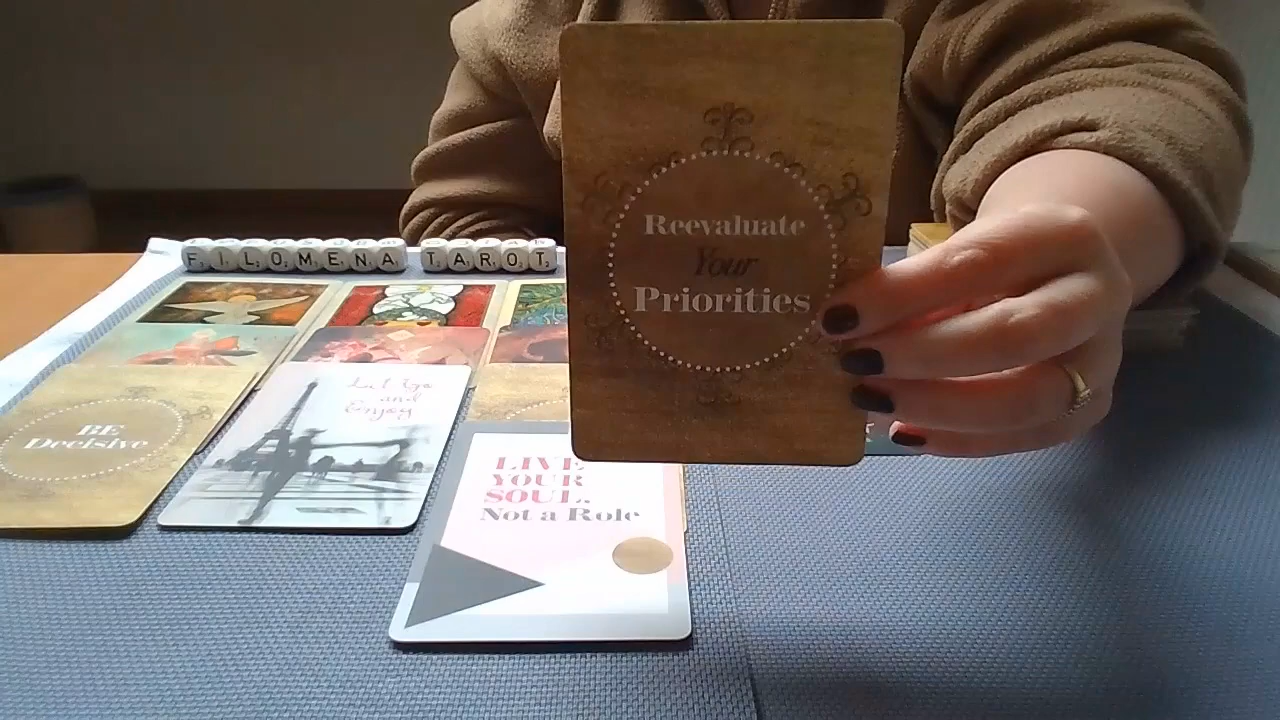 Reevaluate
Your
Priorities
FILOMENA TAROT
BE
Decisive
Let Go
and
Enjoy
LIVE
YOUR
SOUL,
Not a Role